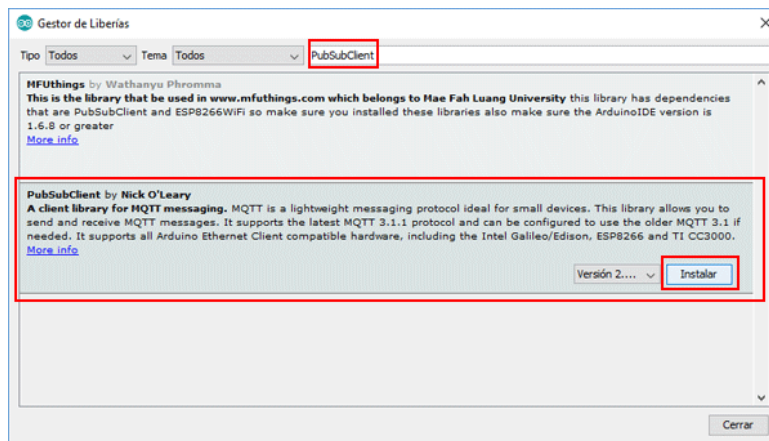 Gestor de Liberías
Tipo Todos Tema Todos PubSubClient
MFUthings by Wathanyu Phromma
This is the library that be used in www.mfuthings.com which belongs to Mae Fah Luang University this library has dependencies
that are PubSubClient and ESP8266WiFi so make sure you installed these libraries also make sure the ArduinoIDE version is
1.6.8 or greater
More info
PubSubClient by Nick O'Leary
A client library for MQTT messaging. MQTT is a lightweight messaging protocol ideal for small devices. This library allows you to
send and receive MQTT messages. It supports the latest MQTT 3.1.1 protocol and can be configured to use the older MQTT 3.1 if
needed. It supports all Arduino Ethernet Client compatible hardware, including the Intel Galileo/Edison, ESP8266 and TI CC3000.
More info
Versión 2.... Instalar
Cerrar